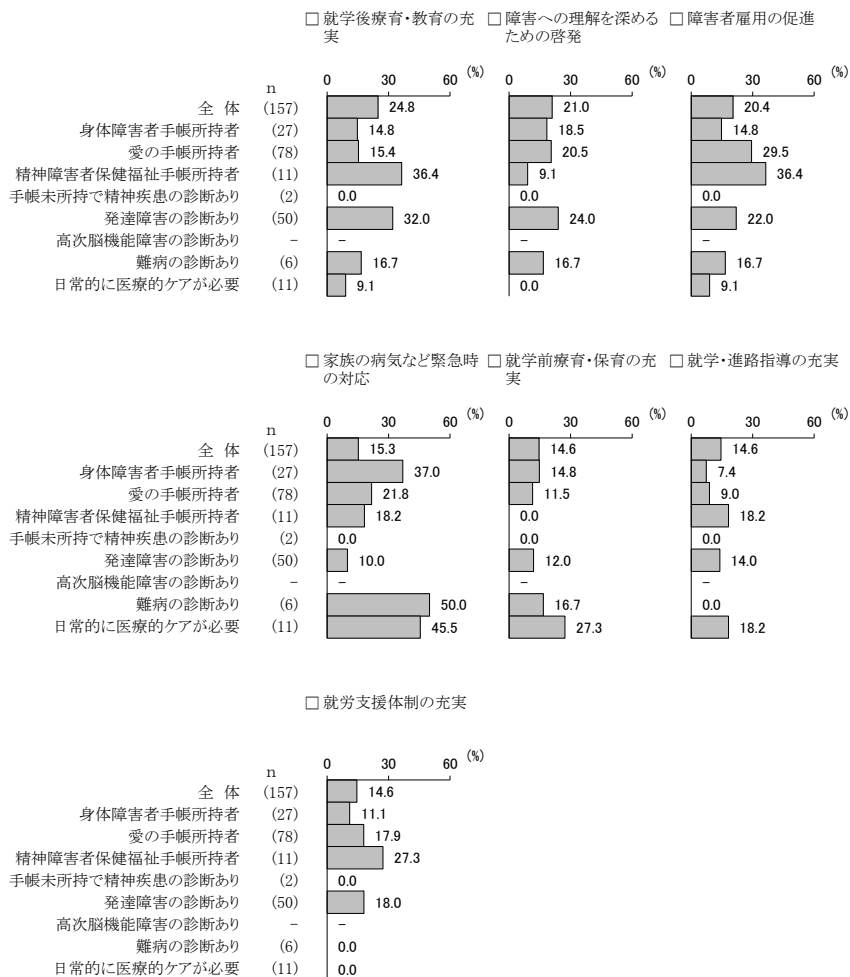 □ 就学後療育・教育の充 □ 障害への理解を深める □ 障害者雇用の促進
実 ための啓発
0 30 60 (%) 0 30 60 (%) 0 30 60 (%)
n
全 体 (157) 24.8 21.0 20.4
身体障害者手帳所持者 (27) 14.8 18.5 14.8
愛の手帳所持者 (78) 15.4 20.5 29.5
精神障害者保健福祉手帳所持者 (11) 36.4 9.1 36.4
手帳未所持で精神疾患の診断あり (2) 0.0 0.0 0.0
発達障害の診断あり (50) 32.0 24.0 22.0
高次脳機能障害の診断あり － － － －
難病の診断あり (6) 16.7 16.7 16.7
日常的に医療的ケアが必要 (11) 9.1 0.0 9.1
□ 家族の病気など緊急時 □ 就学前療育・保育の充 □ 就学・進路指導の充実
の対応 実
0 30 60 (%) 0 30 60 (%) 0 30 60 (%)
n
全 体 (157) 15.3 14.6 14.6
身体障害者手帳所持者 (27) 37.0 14.8 7.4
愛の手帳所持者 (78) 21.8 11.5 9.0
精神障害者保健福祉手帳所持者 (11) 18.2 0.0 18.2
手帳未所持で精神疾患の診断あり (2) 0.0 0.0 0.0
発達障害の診断あり (50) 10.0 12.0 14.0
高次脳機能障害の診断あり － － － －
難病の診断あり (6) 50.0 16.7 0.0
日常的に医療的ケアが必要 (11) 45.5 27.3 18.2
□ 就労支援体制の充実
0 30 60 (%)
n
全 体 (157) 14.6
身体障害者手帳所持者 (27) 11.1
愛の手帳所持者 (78) 17.9
精神障害者保健福祉手帳所持者 (11) 27.3
手帳未所持で精神疾患の診断あり (2) 0.0
発達障害の診断あり (50) 18.0
高次脳機能障害の診断あり － －
難病の診断あり (6) 0.0
日常的に医療的ケアが必要 (11) 0.0